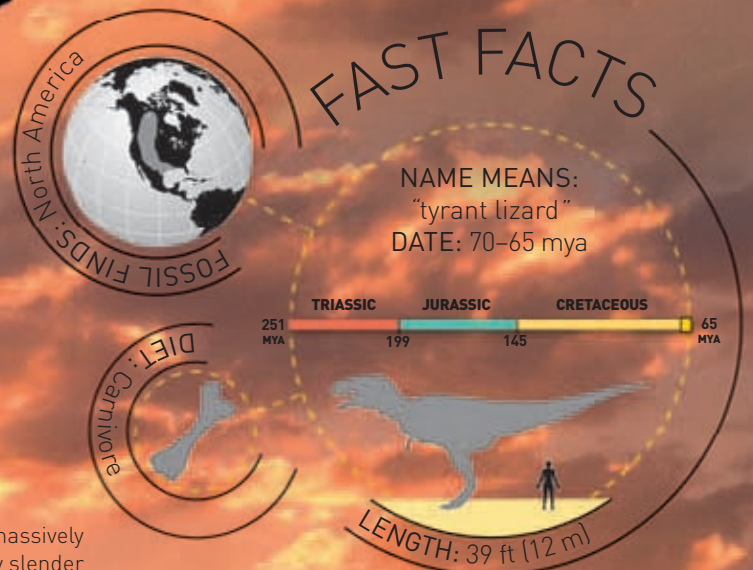 FAST FACTS
FOSSIL FINDS: North America
NAME MEANS:
“tyrant lizard”
DATE: 70–65 mya
TRIASSIC JURASSIC CRETACEOUS
251 MYA 199 145 65 MYA
DIET: Carnivore
LENGTH: 39 ft (12 m)
massively
slender